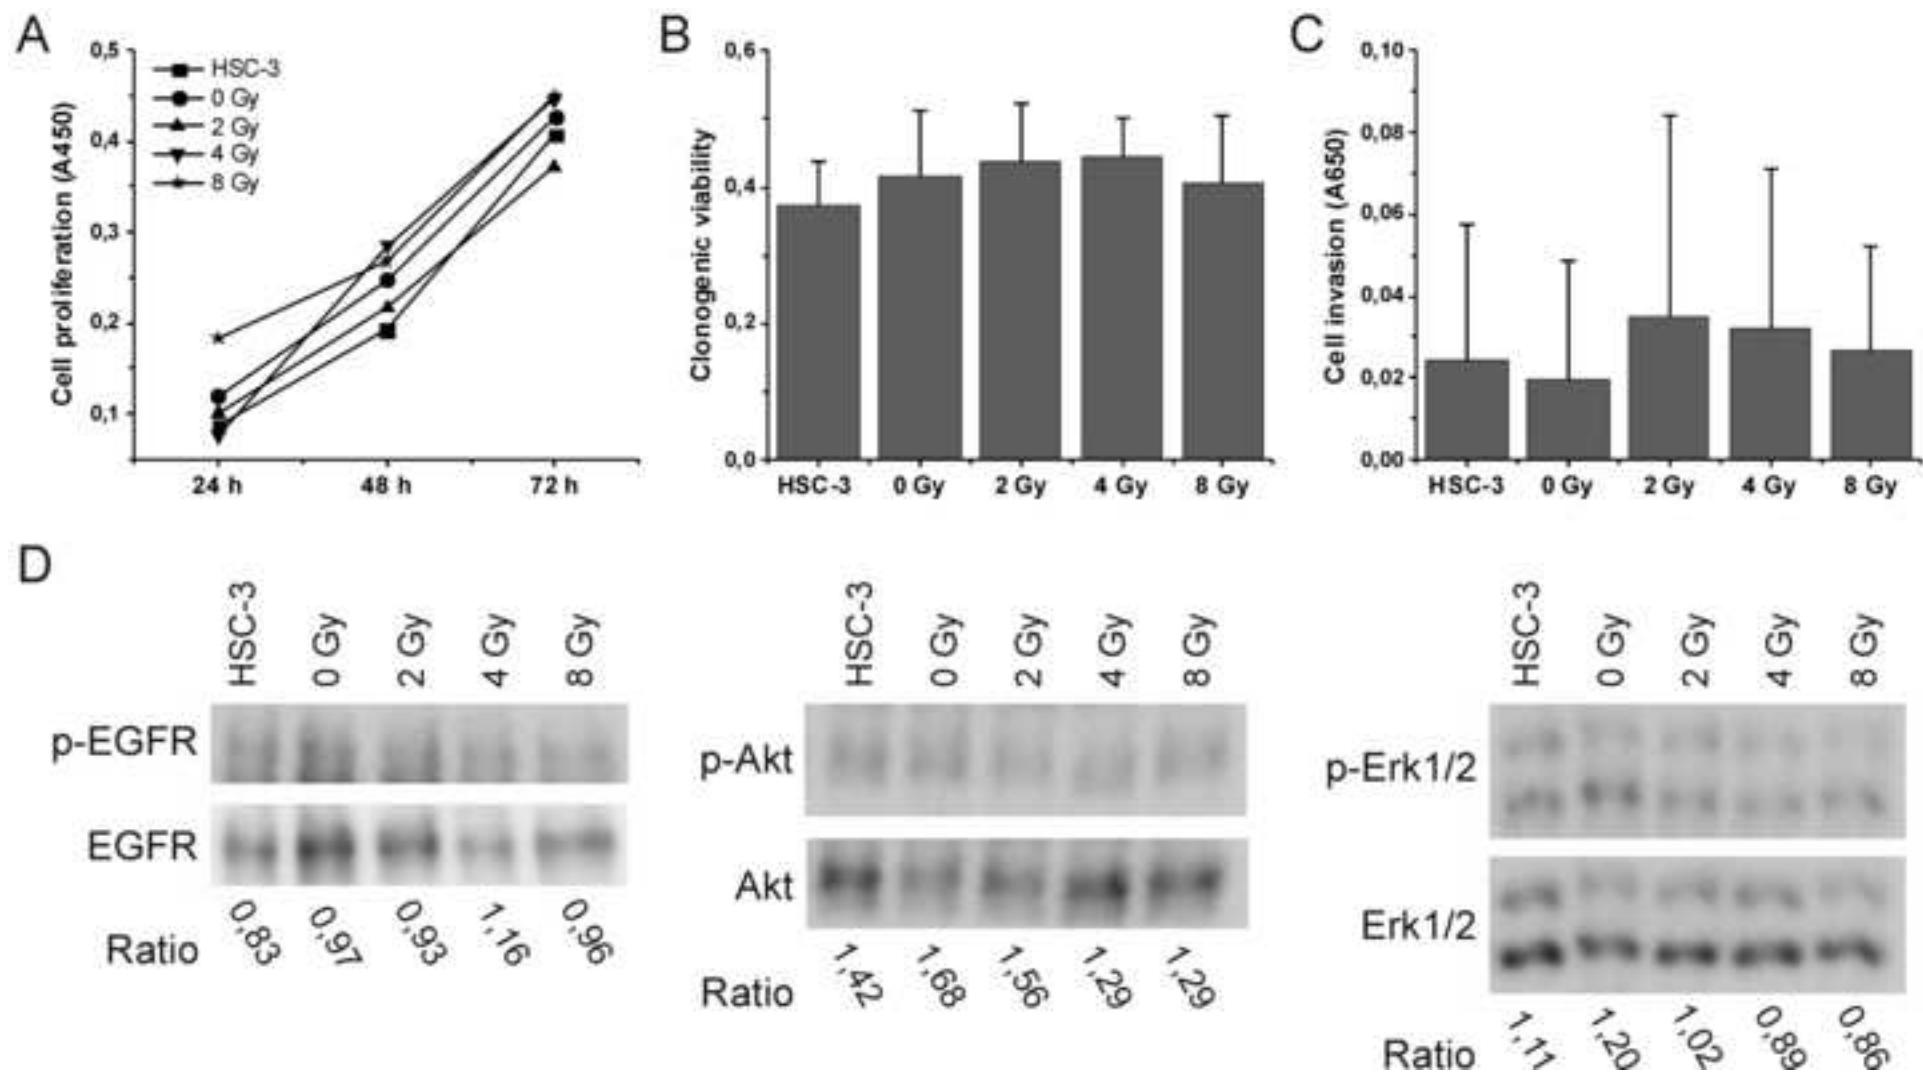 A
Cell proliferation (A450)
0,5
0,4
0,3
0,2
0,1
HSC-3
0 Gy
2 Gy
4 Gy
8 Gy
24 h 48 h 72 h
B
Clonogenic viability
0,6
0,4
0,2
0,0
HSC-3 0 Gy 2 Gy 4 Gy 8 Gy
C
Cell invasion (A650)
0,10
0,08
0,06
0,04
0,02
0,00
HSC-3 0 Gy 2 Gy 4 Gy 8 Gy
D
HSC-3 0 Gy 2 Gy 4 Gy 8 Gy
p-EGFR
EGFR
Ratio 0,83 0,97 0,93 1,16 0,96
HSC-3 0 Gy 2 Gy 4 Gy 8 Gy
p-Akt
Akt
Ratio 1,42 1,68 1,56 1,29 1,29
HSC-3 0 Gy 2 Gy 4 Gy 8 Gy
p-Erk1/2
Erk1/2
Ratio 1,11 1,20 1,02 0,89 0,86